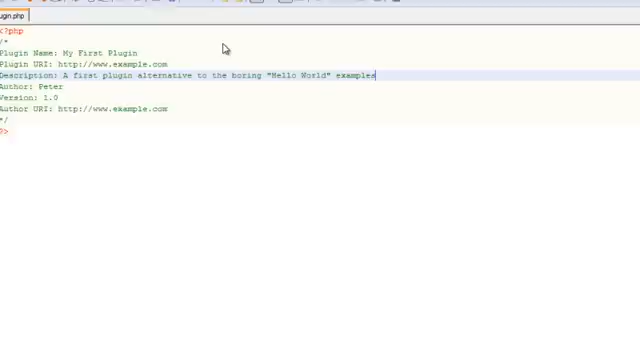 ugin.php
<?php
/*
Plugin Name: My First Plugin
Plugin URI: http://www.example.com
Description: A first plugin alternative to the boring "Hello World" examples
Author: Peter
Version: 1.0
Author URI: http://www.example.com
*/
?>